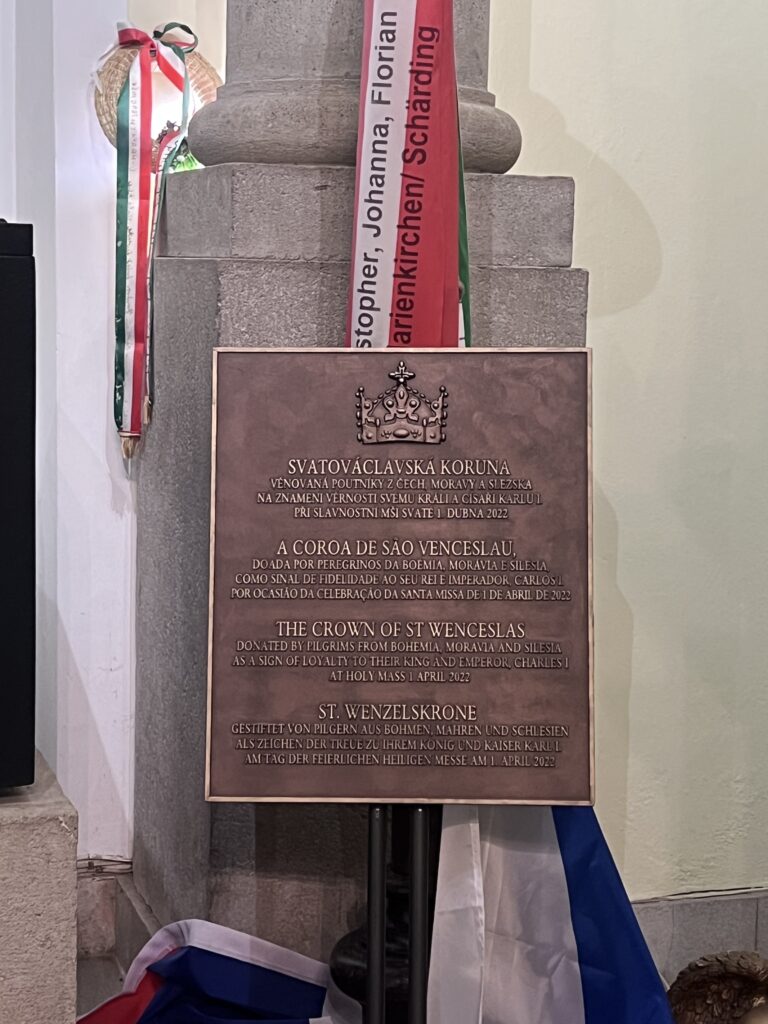 stopher, Johanna, Florian
arienkirchen/ Schärding
SVATOVÁCLAVSKÁ KORUNA
VĚNOVANÁ POUTNÍKY Z ČECH, MORAVY A SLEZSKA
NA ZNAMENÍ VĚRNOSTI SVÉMU KRÁLI A CÍSAŘI KARLU I.
PŘI SLAVNOSTNÍ MŠI SVATÉ 1. DUBNA 2022
A COROA DE SÃO VENCESLAU,
DOADA POR PEREGRINOS DA BOÉMIA, MORÁVIA E SILESIA,
COMO SINAL DE FIDELIDADE AO SEU REI E IMPERADOR, CARLOS I.
POR OCASIÃO DA CELEBRAÇÃO DA SANTA MISSA DE 1 DE ABRIL DE 2022
THE CROWN OF ST WENCESLAS
DONATED BY PILGRIMS FROM BOHEMIA, MORAVIA AND SILESIA
AS A SIGN OF LOYALTY TO THEIR KING AND EMPEROR, CHARLES I
AT HOLY MASS 1 APRIL 2022
ST. WENZELSKRONE
GESTIFTET VON PILGERN AUS BÖHMEN, MÄHREN UND SCHLESIEN
ALS ZEICHEN DER TREUE ZU IHREM KÖNIG UND KAISER KARL I.
AM TAG DER FEIERLICHEN HEILIGEN MESSE AM 1. APRIL 2022